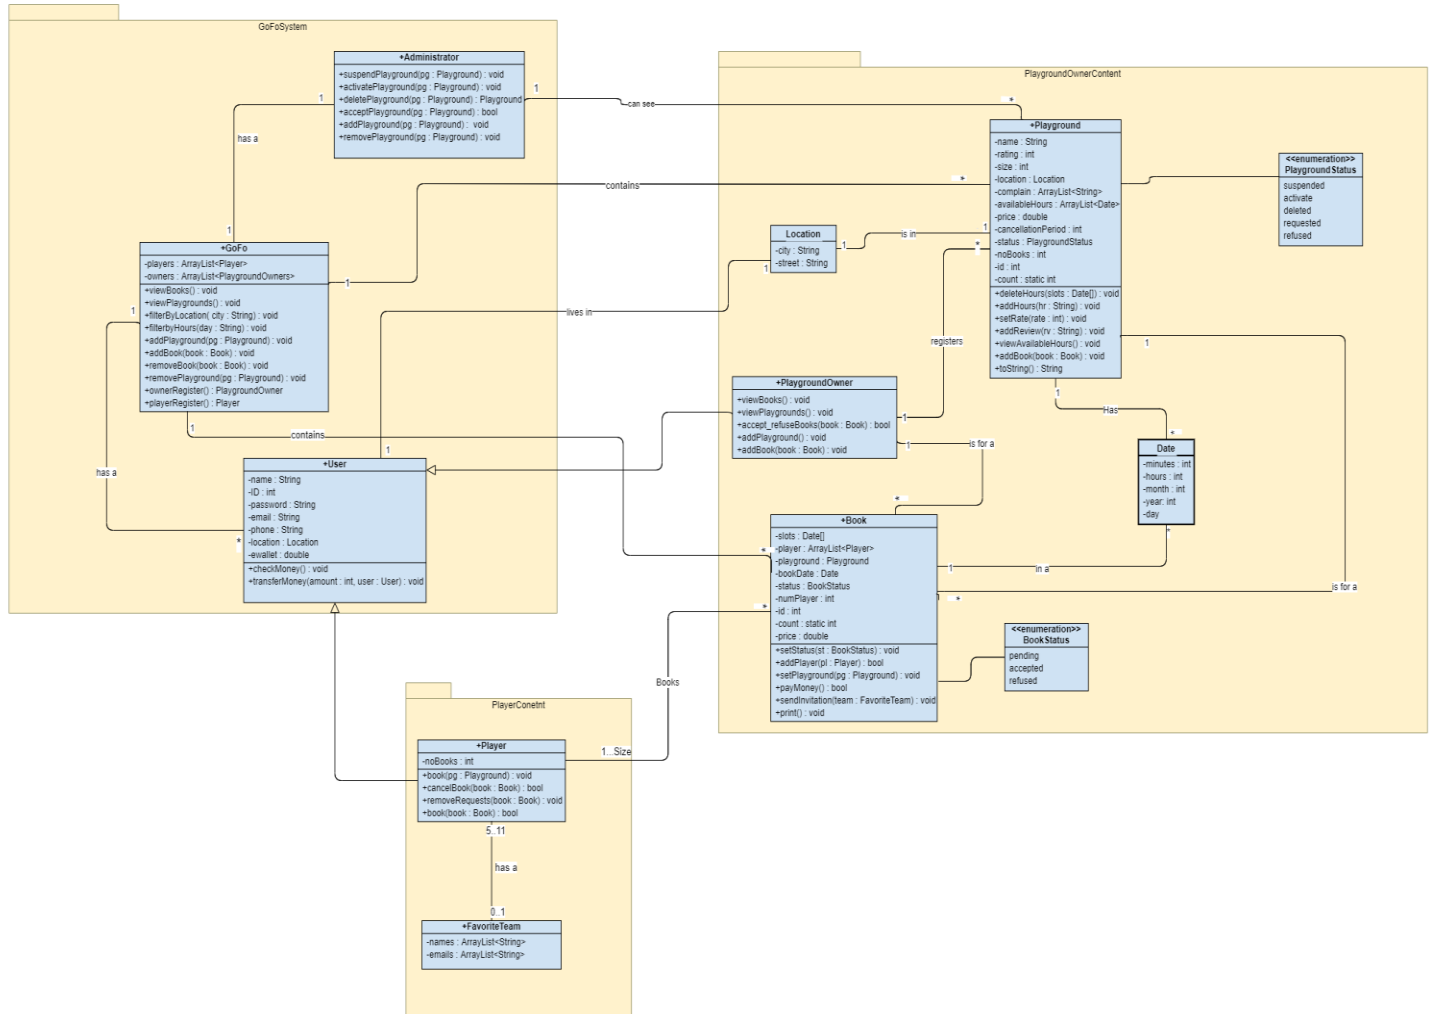 GoFoSystem
+Administrator
+suspendPlayground(pg : Playground) : void
+activatePlayground(pg : Playground) : void
+deletePlayground(pg : Playground) : Playground
+acceptPlayground(pg : Playground) : bool
+addPlayground(pg : Playground) : void
+removePlayground(pg : Playground) : void
1
1
can see
*
has a
1
contains
*
+GoFo
-players : ArrayList<Player>
-owners : ArrayList<PlaygroundOwners>
+viewBooks() : void
+viewPlaygrounds() : void
+filterByLocation( city : String) : void
+filterbyHours(day : String) : void
+addPlayground(pg : Playground) : void
+addBook(book : Book) : void
+removeBook(book : Book) : void
+removePlayground(pg : Playground) : void
+ownerRegister() : PlaygroundOwner
+playerRegister() : Player
1
1
1
contains
has a
lives in
1
1
*
+User
-name : String
-ID : int
-password : String
-email : String
-phone : String
-location : Location
-ewallet : double
+checkMoney() : void
+transferMoney(amount : int, user : User) : void
PlaygroundOwnerContent
+Playground
-name : String
-rating : int
-size : int
-location : Location
-complain : ArrayList<String>
-availableHours : ArrayList<Date>
-price : double
-cancellationPeriod : int
-status : PlaygroundStatus
-noBooks : int
-id : int
-count : static int
+deleteHours(slots : Date[]) : void
+addHours(hr : String) : void
+setRate(rate : int) : void
+addReview(rv : String) : void
+viewAvailableHours() : void
+addBook(book : Book) : void
+toString() : String
<<enumeration>>
PlaygroundStatus
suspended
activate
deleted
requested
refused
Location
-city : String
-street : String
1
is in
1
*
registers
1
1
Has
*
+PlaygroundOwner
+viewBooks() : void
+viewPlaygrounds() : void
+accept_refuseBooks(book : Book) : bool
+addPlayground() : void
+addBook(book : Book) : void
1
1
is for a
*
Date
-minutes : int
-hours : int
-month : int
-year: int
-day
*
in a
1
is for a
*
+Book
-slots : Date[]
-player : ArrayList<Player>
-playground : Playground
-bookDate : Date
-status : BookStatus
-numPlayer : int
-id : int
-count : static int
-price : double
+setStatus(st : BookStatus) : void
+addPlayer(pl : Player) : bool
+setPlayground(pg : Playground) : void
+payMoney() : bool
+sendInvitation(team : FavoriteTeam) : void
+print() : void
*
*
<<enumeration>>
BookStatus
pending
accepted
refused
Books
1...Size
PlayerConetnt
+Player
-noBooks : int
+book(pg : Playground) : void
+cancelBook(book : Book) : bool
+removeRequests(book : Book) : void
+book(book : Book) : bool
5..11
has a
0..1
+FavoriteTeam
-names : ArrayList<String>
-emails : ArrayList<String>